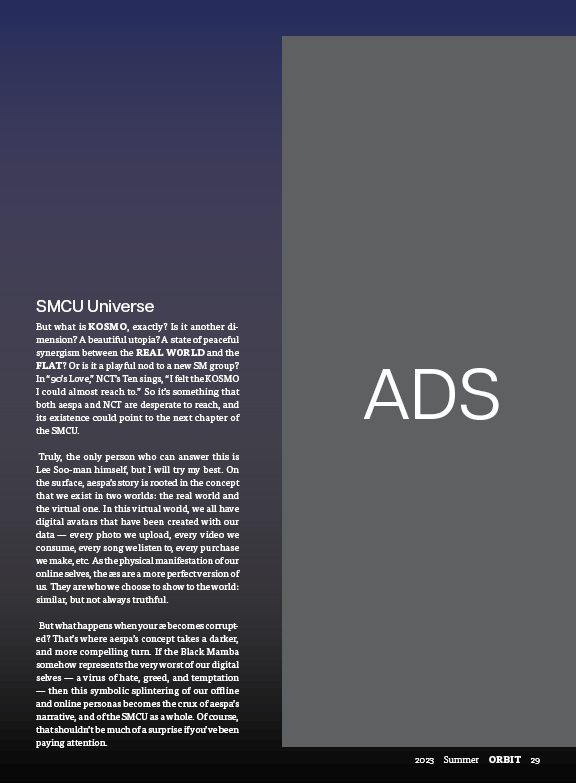 SMCU Universe
But what is KOSMO, exactly? Is it another di-
mension? A beautiful utopia? A state of peaceful
synergism between the REAL WORLD and the
FLAT? Or is it a playful nod to a new SM group?
In “90’s Love,” NCT’s Ten sings, “I felt the KOSMO
I could almost reach to.” So it’s something that
both aespa and NCT are desperate to reach, and
its existence could point to the next chapter of
the SMCU.
Truly, the only person who can answer this is
Lee Soo-man himself, but I will try my best. On
the surface, aespa’s story is rooted in the concept
that we exist in two worlds: the real world and
the virtual one. In this virtual world, we all have
digital avatars that have been created with our
data — every photo we upload, every video we
consume, every song we listen to, every purchase
we make, etc. As the physical manifestation of our
online selves, the æs are a more perfect version of
us. They are who we choose to show to the world:
similar, but not always truthful.
But what happens when your æ becomes corrupt-
ed? That’s where aespa’s concept takes a darker,
and more compelling turn. If the Black Mamba
somehow represents the very worst of our digital
selves — a virus of hate, greed, and temptation
— then this symbolic splintering of our offline
and online personas becomes the crux of aespa’s
narrative, and of the SMCU as a whole. Of course,
that shouldn’t be much of a surprise if you’ve been
paying attention.
ADS
2023 Summer ORBIT 29